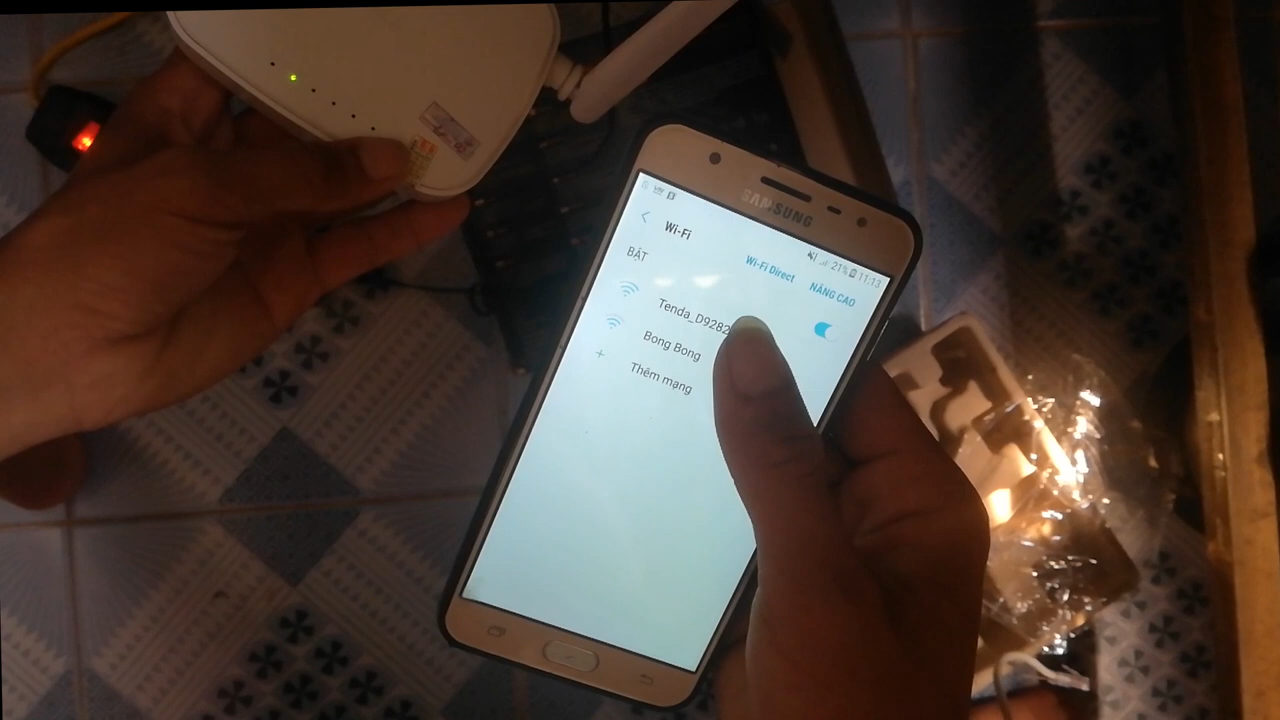 SAMSUNG
21% 11:13
Wi-Fi
Wi-Fi Direct
NÂNG CAO
BẬT
Tenda_D9282
Bong Bong
Thêm mạng